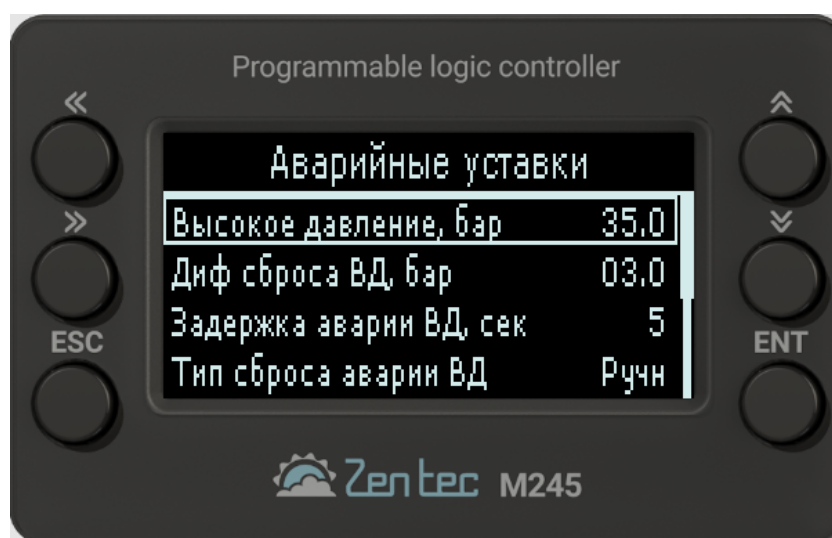 Programmable logic controller
Аварийные уставки
Высокое давление, бар 35.0
Диф сброса ВД, бар 03.0
Задержка аварии ВД, сек 5
Тип сброса аварии ВД Ручн
ESC
ENT
Zentec M245